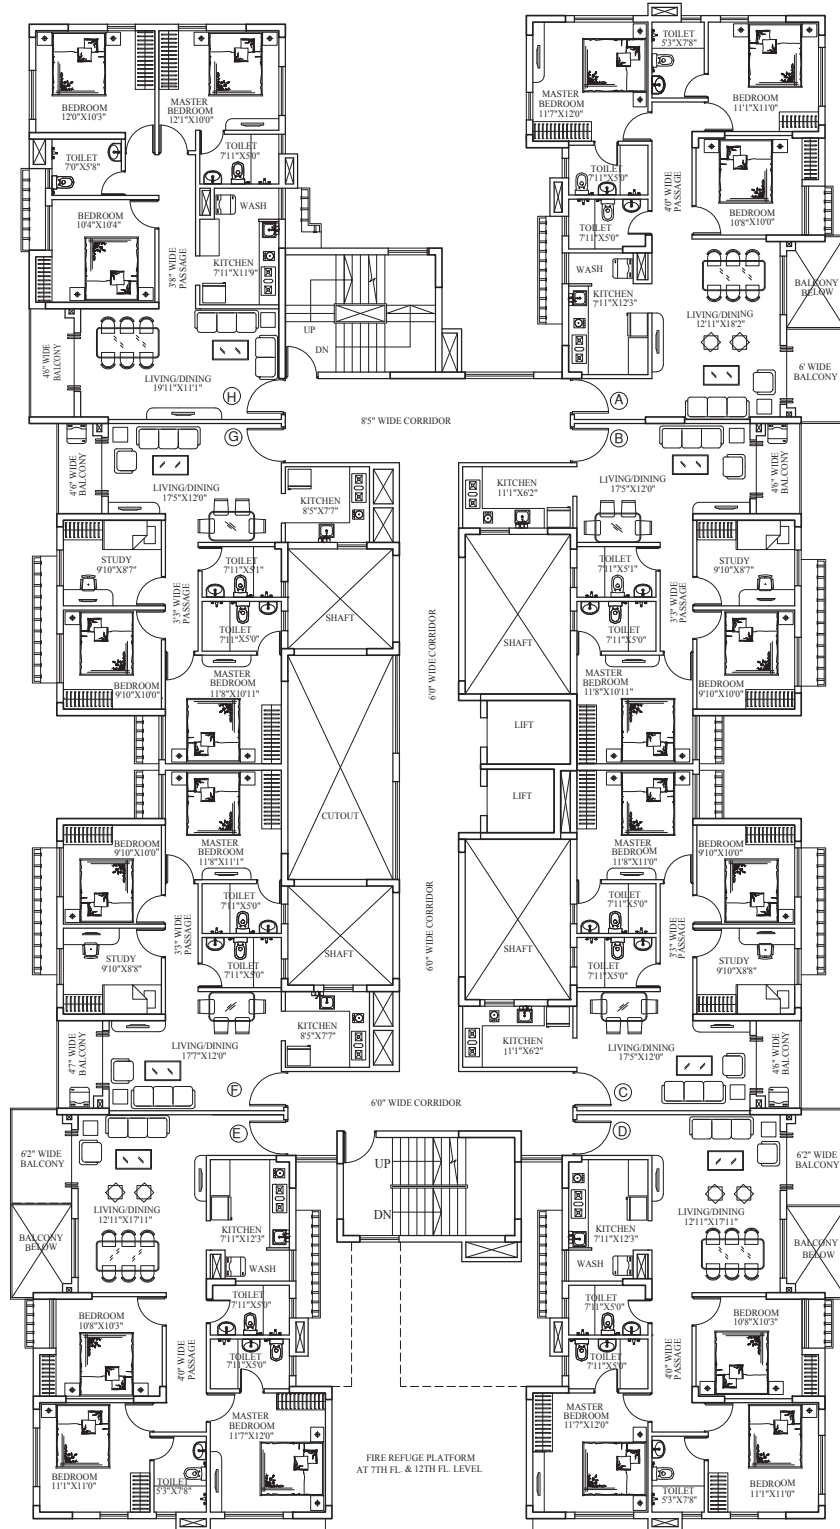 BEDROOM
12'0"X10'3"
MASTER
BEDROOM
12'1"X10'0"
TOILET
7'0"X5'8"
TOILET
7'11"X5'0"
WASH
BEDROOM
10'4"X10'4"
3'8" WIDE
PASSAGE
KITCHEN
7'11"X11'9"
4'6" WIDE
BALCONY
LIVING/DINING
19'11"X11'1"
H
UP
DN
TOILET
5'3"X7'8"
MASTER
BEDROOM
11'7"X12'0"
BEDROOM
11'1"X11'0"
TOILET
7'11"X5'0"
4'0" WIDE
PASSAGE
BEDROOM
10'8"X10'0"
TOILET
7'11"X5'0"
WASH
KITCHEN
7'11"X12'3"
LIVING/DINING
12'11"X18'2"
BALCONY
BELOW
6' WIDE
BALCONY
A
8'5" WIDE CORRIDOR
G
4'6" WIDE
BALCONY
LIVING/DINING
17'5"X12'0"
KITCHEN
8'5"X7'7"
STUDY
9'10"X8'7"
TOILET
7'11"X5'1"
3'3" WIDE
PASSAGE
TOILET
7'11"X5'0"
BEDROOM
9'10"X10'0"
MASTER
BEDROOM
11'8"X10'11"
SHAFT
CUTOUT
6'0" WIDE CORRIDOR
B
KITCHEN
11'1"X6'2"
LIVING/DINING
17'5"X12'0"
4'6" WIDE
BALCONY
SHAFT
TOILET
7'11"X5'1"
3'3" WIDE
PASSAGE
STUDY
9'10"X8'7"
TOILET
7'11"X5'0"
MASTER
BEDROOM
11'8"X10'11"
BEDROOM
9'10"X10'0"
LIFT
LIFT
BEDROOM
9'10"X10'0"
MASTER
BEDROOM
11'8"X11'1"
TOILET
7'11"X5'0"
3'3" WIDE
PASSAGE
STUDY
9'10"X8'8"
TOILET
7'11"X5'0"
SHAFT
6'0" WIDE CORRIDOR
4'7" WIDE
BALCONY
LIVING/DINING
17'7"X12'0"
KITCHEN
8'5"X7'7"
F
MASTER
BEDROOM
11'8"X11'0"
BEDROOM
9'10"X10'0"
SHAFT
TOILET
7'11"X5'0"
3'3" WIDE
PASSAGE
TOILET
7'11"X5'0"
STUDY
9'10"X8'8"
KITCHEN
11'1"X6'2"
LIVING/DINING
17'5"X12'0"
4'6" WIDE
BALCONY
C
6'0" WIDE CORRIDOR
E
6'2" WIDE
BALCONY
LIVING/DINING
12'11"X17'11"
BALCONY
BELOW
KITCHEN
7'11"X12'3"
WASH
TOILET
7'11"X5'0"
BEDROOM
10'8"X10'3"
4'0" WIDE
PASSAGE
TOILET
7'11"X5'0"
MASTER
BEDROOM
11'7"X12'0"
BEDROOM
11'1"X11'0"
TOILET
5'3"X7'8"
UP
DN
D
6'2" WIDE
BALCONY
LIVING/DINING
12'11"X17'11"
BALCONY
BELOW
KITCHEN
7'11"X12'3"
WASH
TOILET
7'11"X5'0"
BEDROOM
10'8"X10'3"
TOILET
7'11"X5'0"
4'0" WIDE
PASSAGE
MASTER
BEDROOM
11'7"X12'0"
TOILET
5'3"X7'8"
BEDROOM
11'1"X11'0"
FIRE REFUGE PLATFORM
AT 7TH FL. & 12TH FL. LEVEL